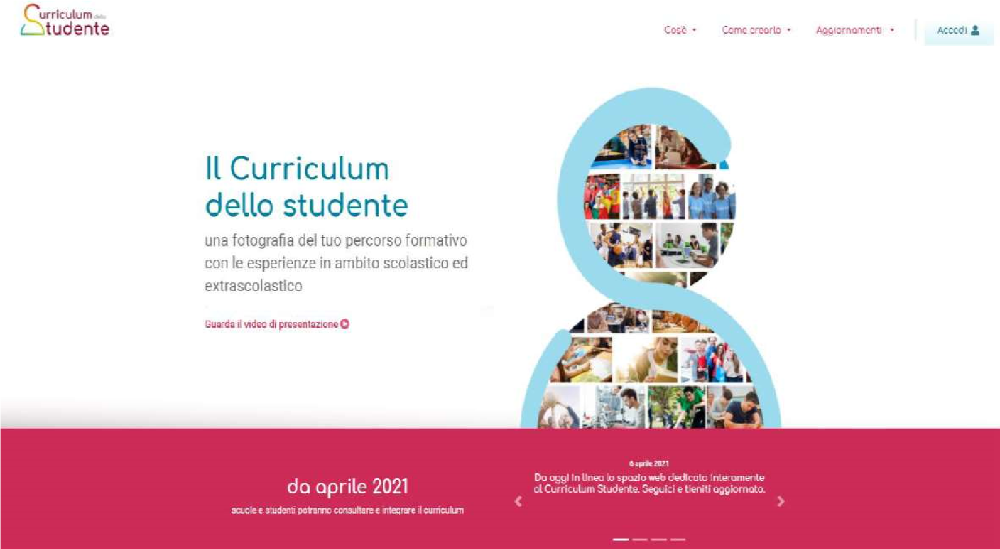 Curriculum dello
Studente
Cosè
Come crearlo
Aggiornamenti
Accedi
Il Curriculum
dello studente
una fotografia del tuo percorso formativo
con le esperienze in ambito scolastico ed
extrascolastico
Guarda il video di presentazione
da aprile 2021
scuole e studenti potranno consultare e integrare il curriculum
6 aprile 2021
Da oggi in linea lo spazio web dedicato interamente
al Curriculum Studente. Seguici e tieniti aggiornato.